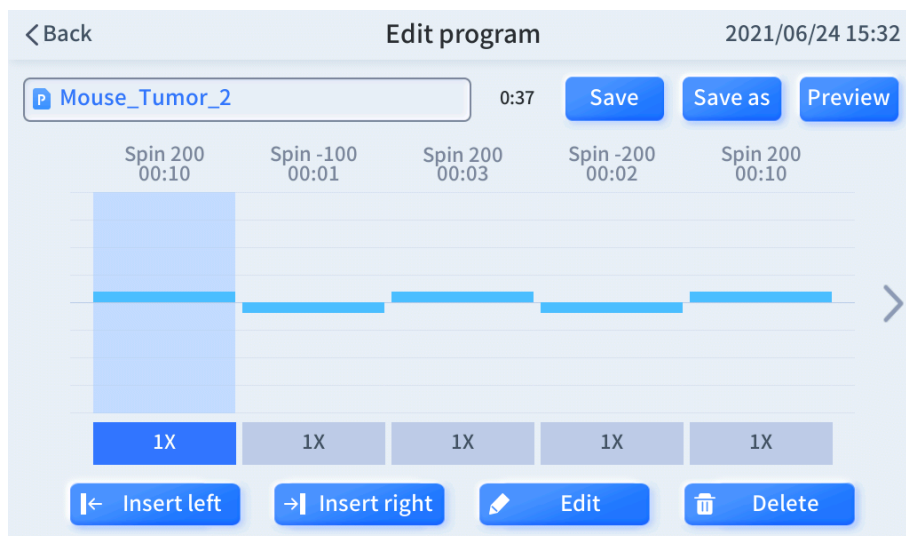 Back
Edit program
2021/06/24 15:32
P
Mouse_Tumor_2
0:37
Save
Save as
Preview
Spin 200
00:10
Spin -100
00:01
Spin 200
00:03
Spin -200
00:02
Spin 200
00:10
1X
1X
1X
1X
1X
Insert left
Insert right
Edit
Delete